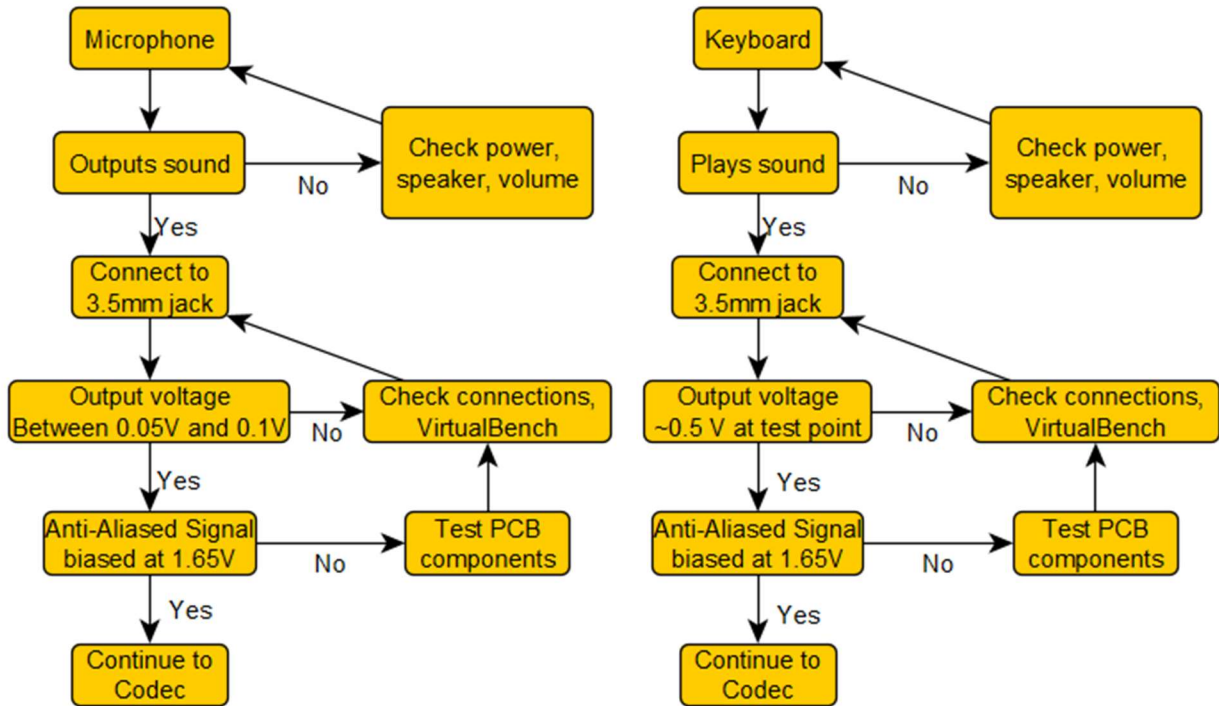 Microphone
Outputs sound
No
Check power,
speaker, volume
Yes
Connect to
3.5mm jack
Output voltage
Between 0.05V and 0.1V
No
Check connections,
VirtualBench
Yes
Anti-Aliased Signal
biased at 1.65V
No
Test PCB
components
Yes
Continue to
Codec
Keyboard
Plays sound
No
Check power,
speaker, volume
Yes
Connect to
3.5mm jack
Output voltage
~0.5 V at test point
No
Check connections,
VirtualBench
Yes
Anti-Aliased Signal
biased at 1.65V
No
Test PCB
components
Yes
Continue to
Codec